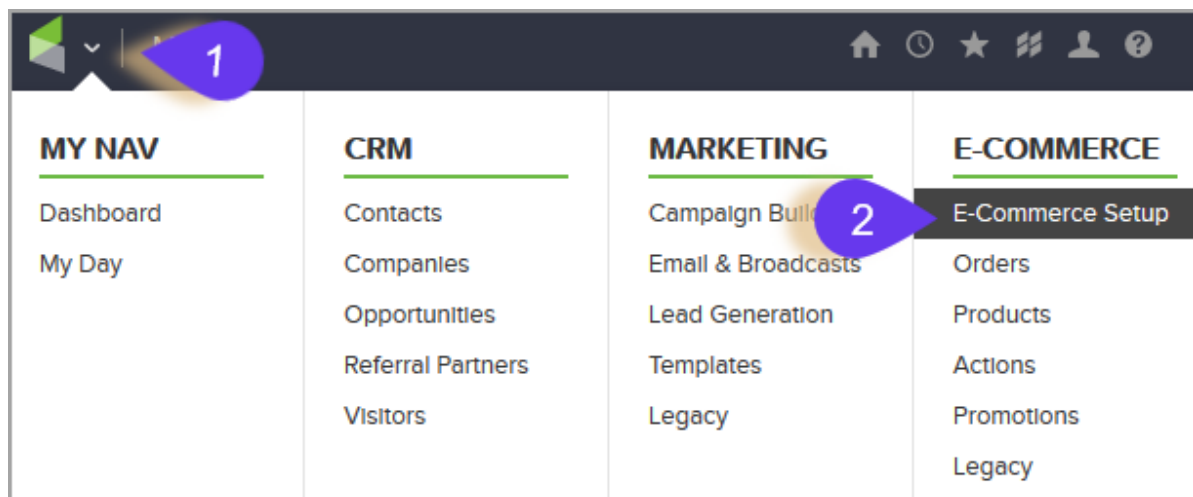 1
MY NAV
Dashboard
My Day
CRM
Contacts
Companies
Opportunities
Referral Partners
Visitors
MARKETING
Campaign
2
Email & Broadcasts
Lead Generation
Templates
Legacy
E-COMMERCE
E-Commerce Setup
Orders
Products
Actions
Promotions
Legacy